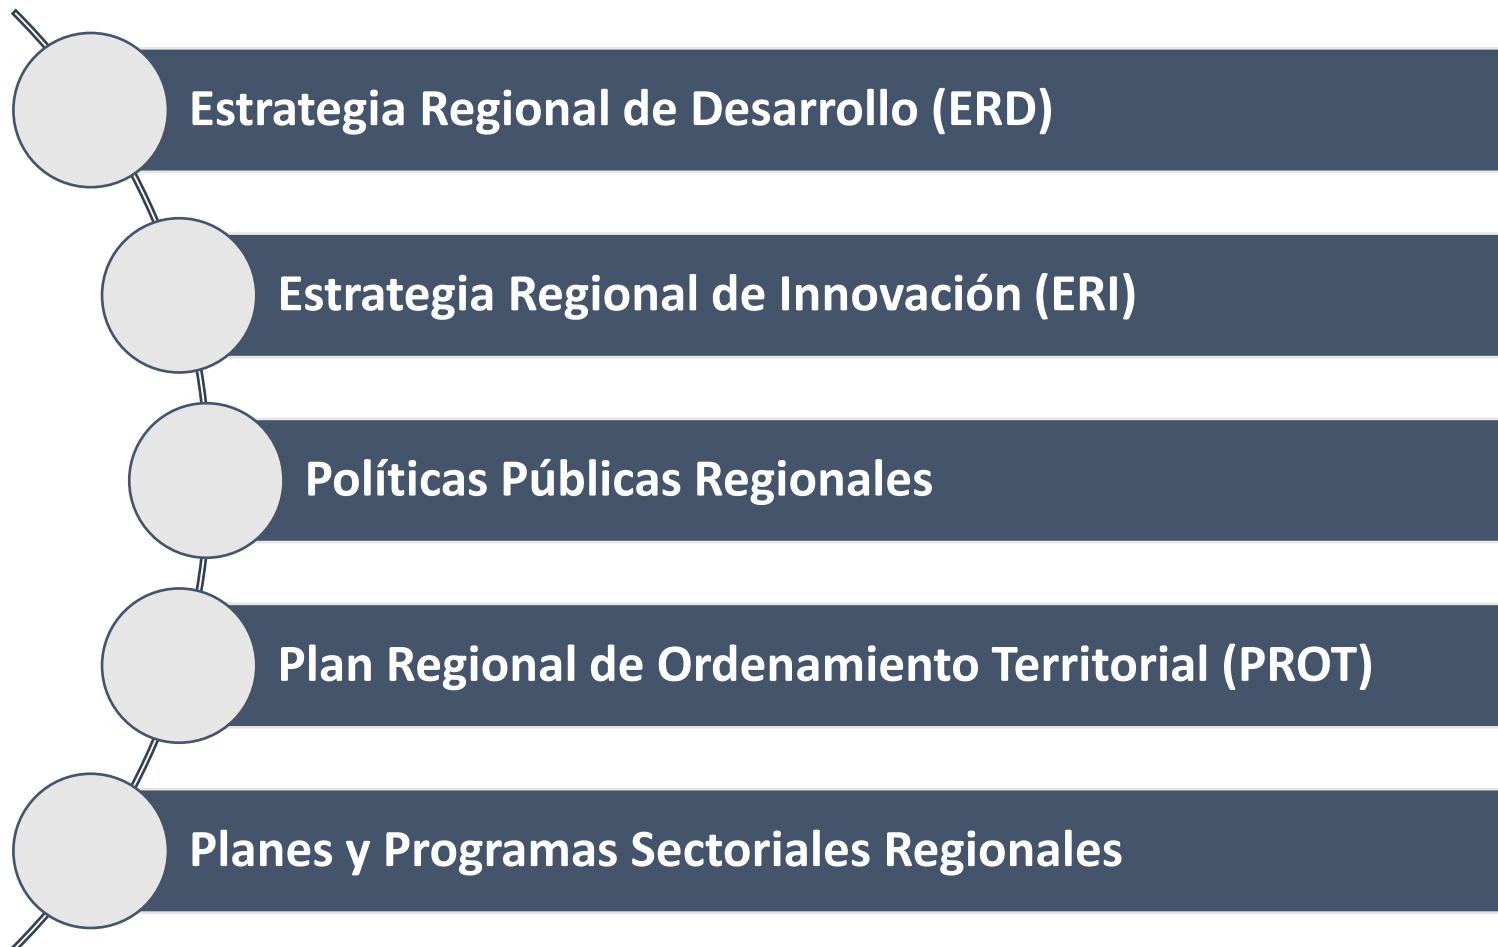 Estrategia Regional de Desarrollo (ERD)
Estrategia Regional de Innovación (ERI)
Políticas Públicas Regionales
Plan Regional de Ordenamiento Territorial (PROT)
Planes y Programas Sectoriales Regionales